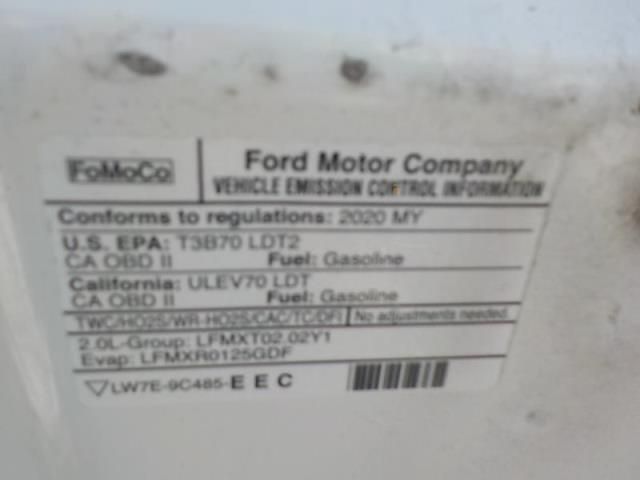 FoMoCo
Ford Motor Company
VEHICLE EMISSION CONTROL INFORMATION
Conforms to regulations: 2020 MY
U.S. EPA: T3B70 LDT2
CA OBD II Fuel: Gasoline
California: ULEV70 LDT
CA OBD II Fuel: Gasoline
TWC/HO2S/WR-HO2S/CAC/TC/DFI No adjustments needed.
2.0L-Group: LFMXT02.02Y1
Evap: LFMXR0125GDF
LW7E-9C485-E E C